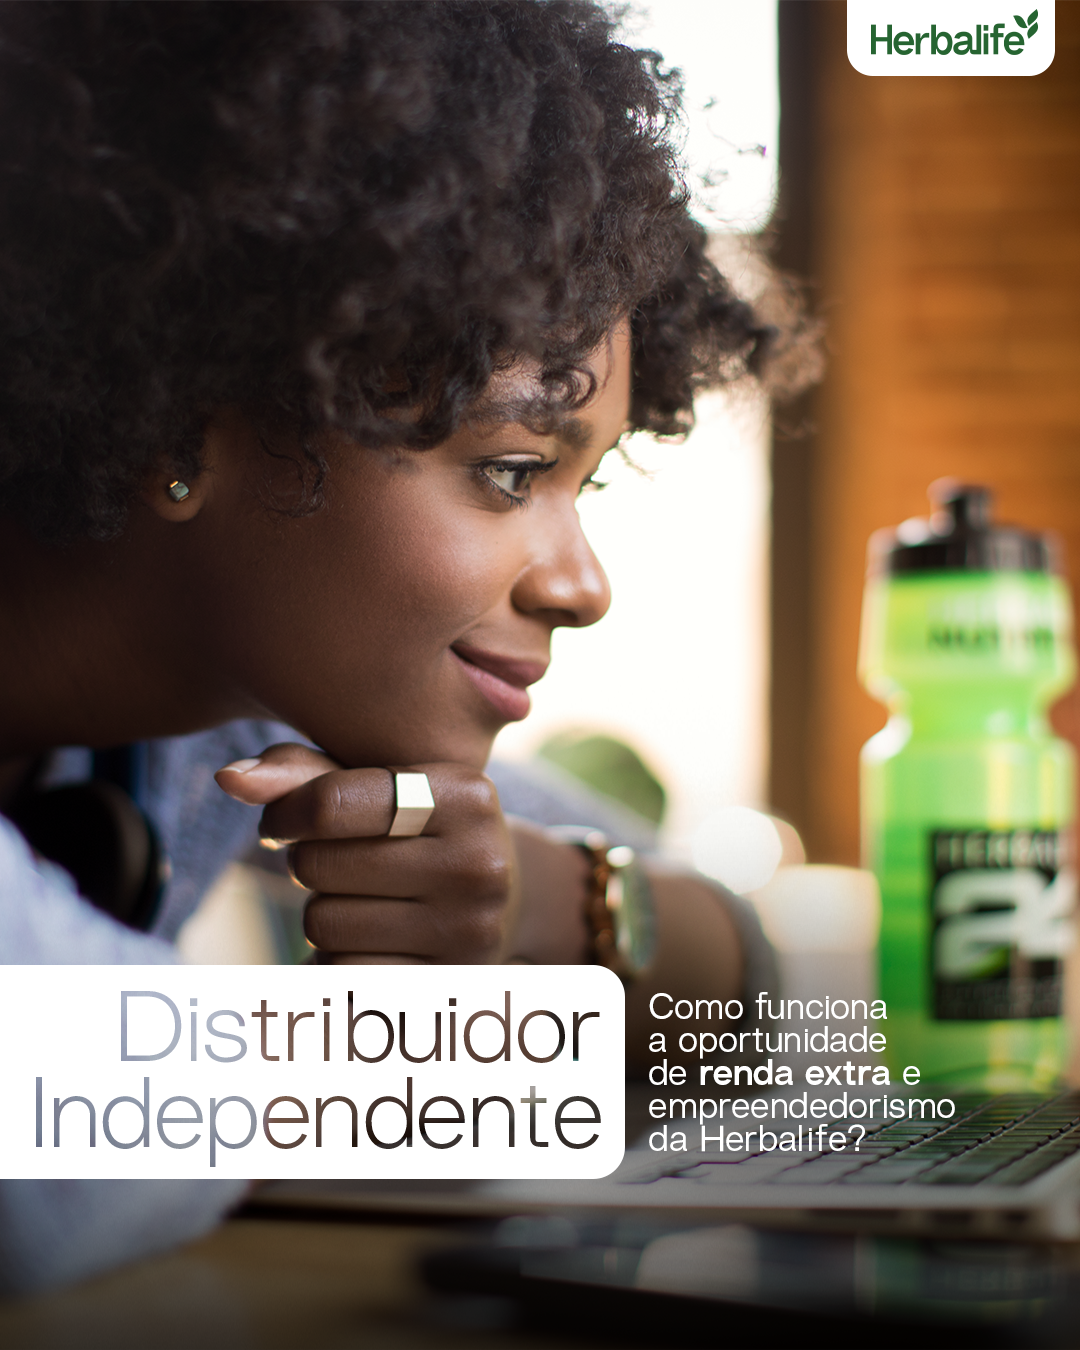 Herbalife
Distribuidor
Independente
Como funciona
a oportunidade
de renda extra e
empreendedorismo
da Herbalife?